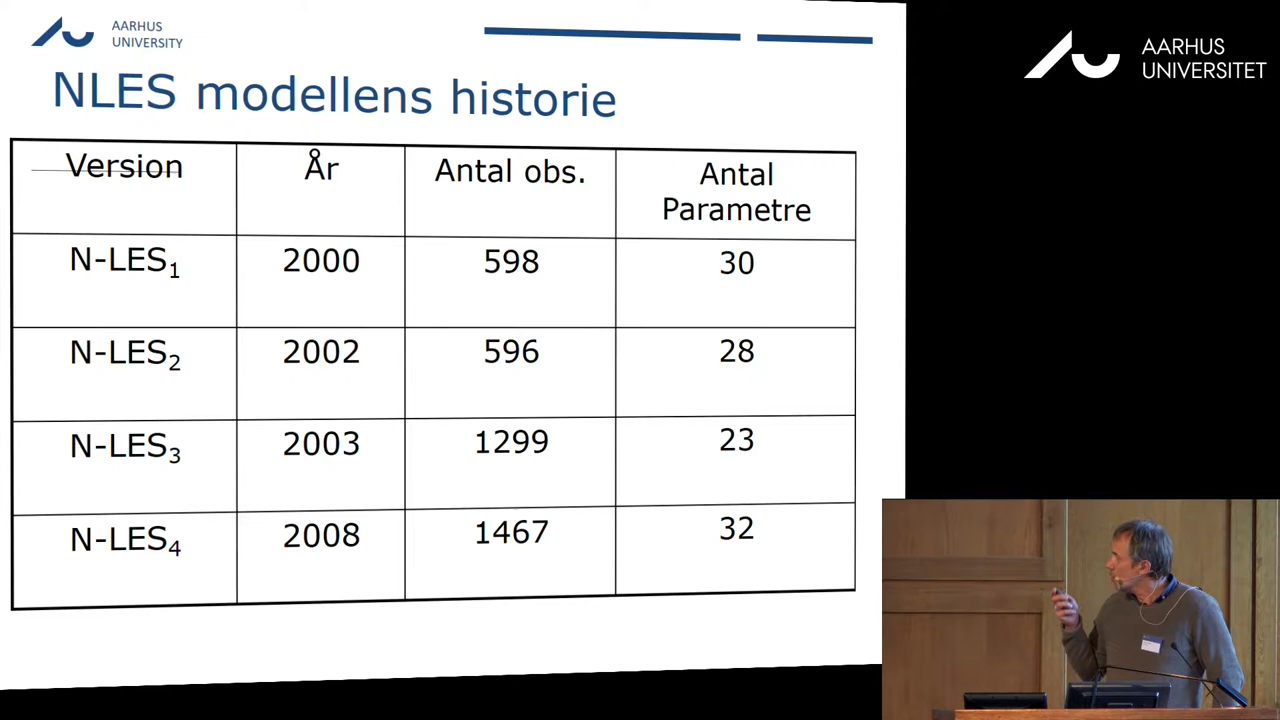 AARHUS
UNIVERSITY
AARHUS
UNIVERSITET
NLES modellens historie
Version År Antal obs. Antal Parametre
N-LES₁ 2000 598 30
N-LES₂ 2002 596 28
N-LES₃ 2003 1299 23
N-LES₄ 2008 1467 32